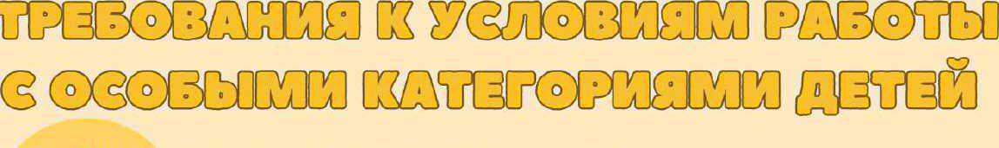 ТРЕБОВАНИЯ К УСЛОВИЯМ РАБОТЫ
С ОСОБЫМИ КАТЕГОРИЯМИ ДЕТЕЙ